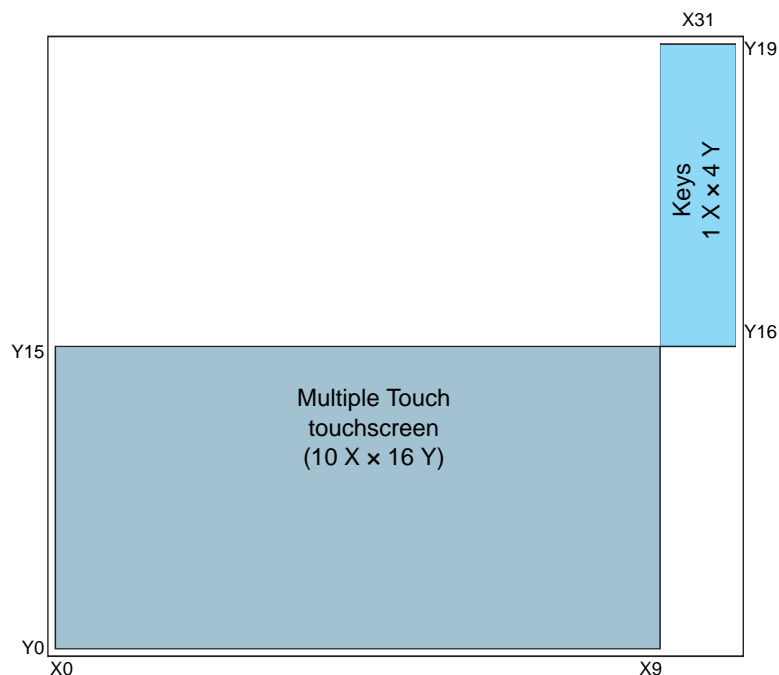 X31
Y19
Keys
1 X × 4 Y
Y16
Y15
Multiple Touch
touchscreen
(10 X × 16 Y)
Y0
X0
X9